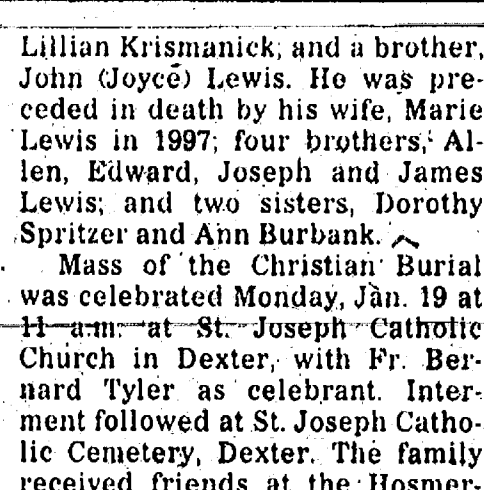 Lillian Krismanick; and a brother,
John (Joyce) Lewis. He was pre-
ceded in death by his wife, Marie
Lewis in 1997; four brothers, Al-
len, Edward, Joseph and James
Lewis; and two sisters, Dorothy
Spritzer and Ann Burbank.
Mass of the Christian Burial
was celebrated Monday, Jan. 19 at
11 a.m. at St. Joseph Catholic
Church in Dexter, with Fr. Ber-
nard Tyler as celebrant. Inter-
ment followed at St. Joseph Catho-
lic Cemetery, Dexter. The family
received friends at the Hosmer-